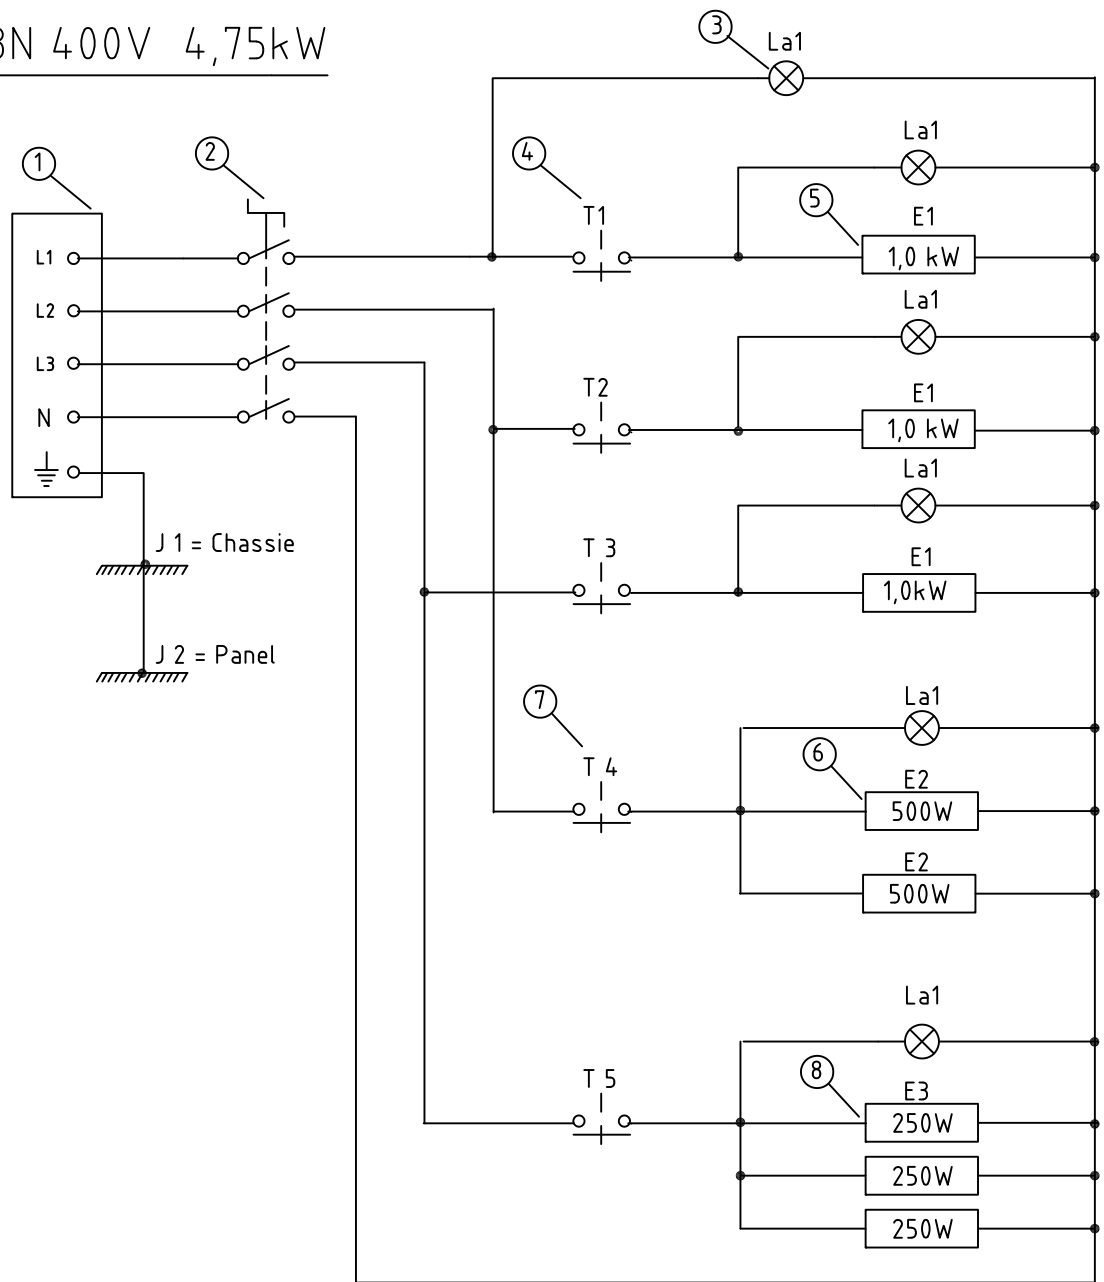 3N 400V 4,75kW
3
La1
1
2
4
La1
T1
5
E1
L1
1,0 kW
L2
La1
L3
T2
E1
N
1,0 kW
La1
J 1 = Chassie
T 3
E1
1,0kW
J 2 = Panel
7
La1
T 4
6
E2
500W
E2
500W
La1
T 5
8
E3
250W
250W
250W